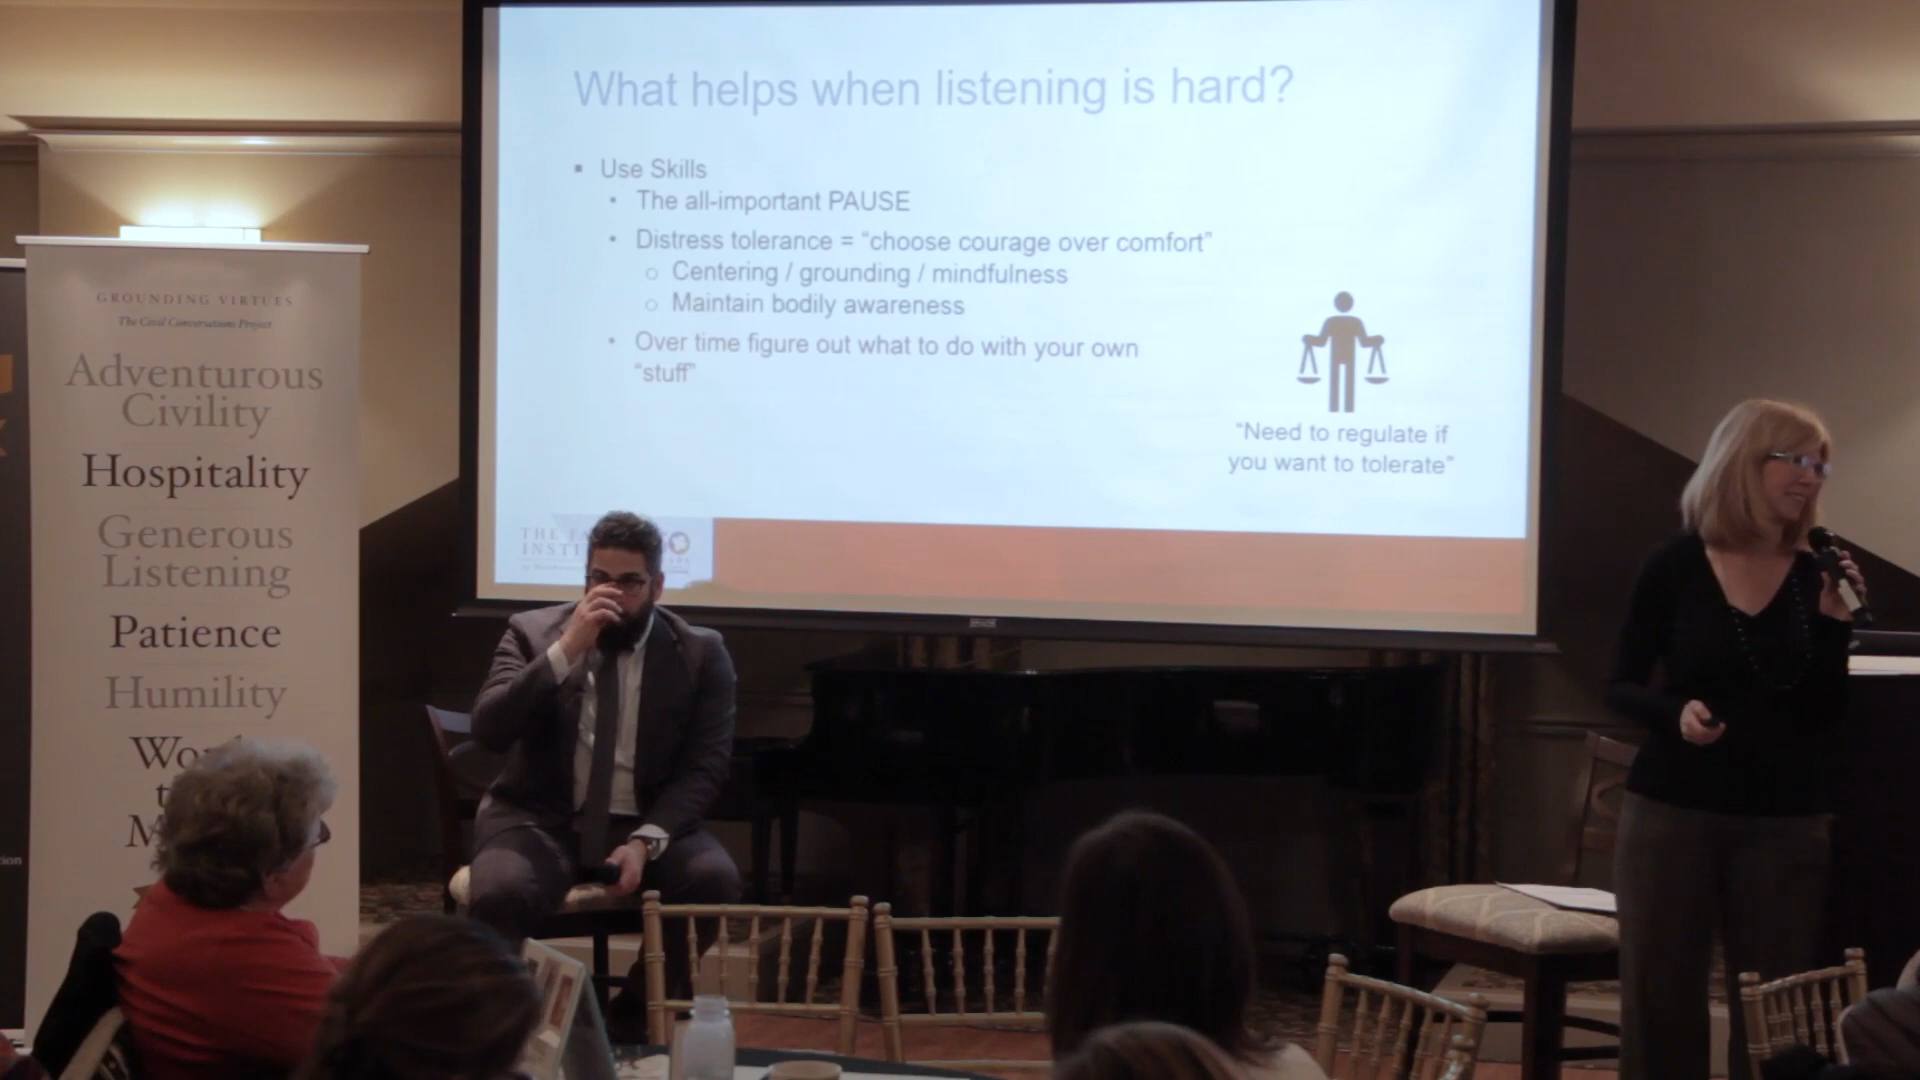 What helps when listening is hard?
Use Skills
The all-important PAUSE
Distress tolerance = “choose courage over comfort”
Centering / grounding / mindfulness
Maintain bodily awareness
Over time figure out what to do with your own
“stuff”
"Need to regulate if
you want to tolerate"
THE
GROUNDING VIRTUES
The Civil Conversations Project
Adventurous
Civility
Hospitality
Generous
Listening
Patience
Humility